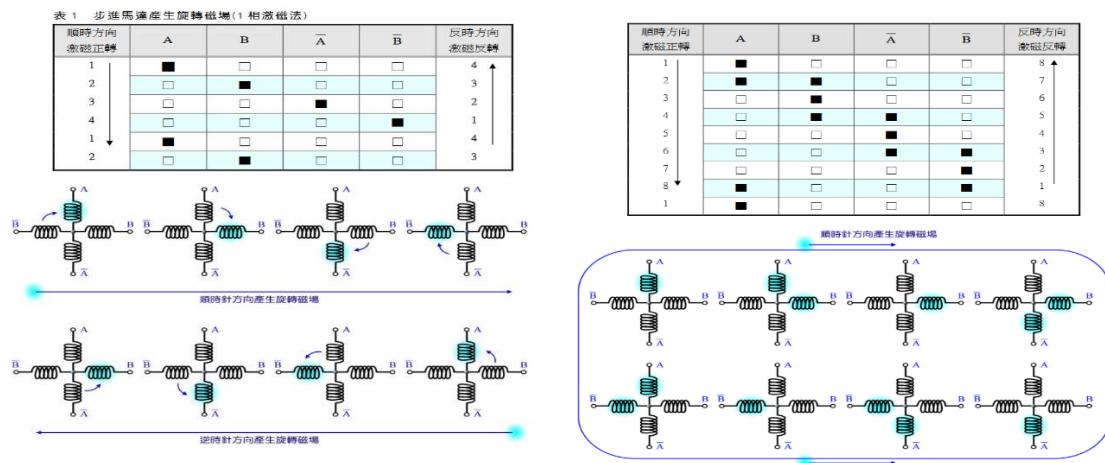 表 1 步進馬達產生旋轉磁場(1 相激磁法)
順時方向 激磁正轉 A B A̅ B̅ 反時方向 激磁反轉
1 ■ □ □ □ 4
2 □ ■ □ □ 3
3 □ □ ■ □ 2
4 □ □ □ ■ 1
1 ■ □ □ □ 4
2 □ ■ □ □ 3
A A A A
B̅ B B̅ B B̅ B B̅ B
A̅ A̅ A̅ A̅
順時針方向產生旋轉磁場
A A A A
B̅ B B̅ B B̅ B B̅ B
A̅ A̅ A̅ A̅
逆時針方向產生旋轉磁場
順時方向 激磁正轉 A B A̅ B̅ 反時方向 激磁反轉
1 ■ □ □ □ 8
2 ■ ■ □ □ 7
3 □ ■ □ □ 6
4 □ ■ ■ □ 5
5 □ □ ■ □ 4
6 □ □ ■ ■ 3
7 □ □ □ ■ 2
8 ■ □ □ ■ 1
1 ■ □ □ □ 8
順時針方向產生旋轉磁場
A A A A
B̅ B B̅ B B̅ B B̅ B
A̅ A̅ A̅ A̅
A A A A
B̅ B B̅ B B̅ B B̅ B
A̅ A̅ A̅ A̅